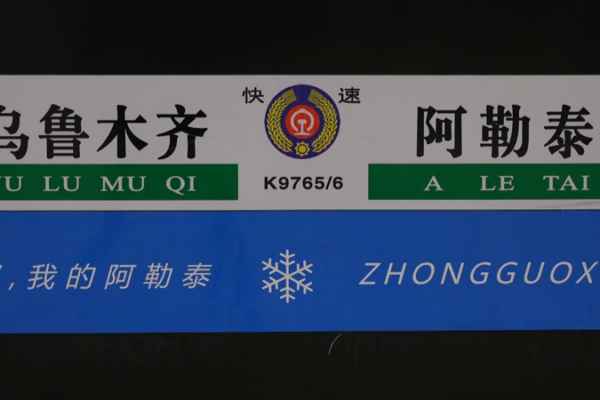 乌鲁木齐 快速 阿勒泰
WU LU MU QI K9765/6 A LE TAI
,我的阿勒泰 ZHONGGUOX